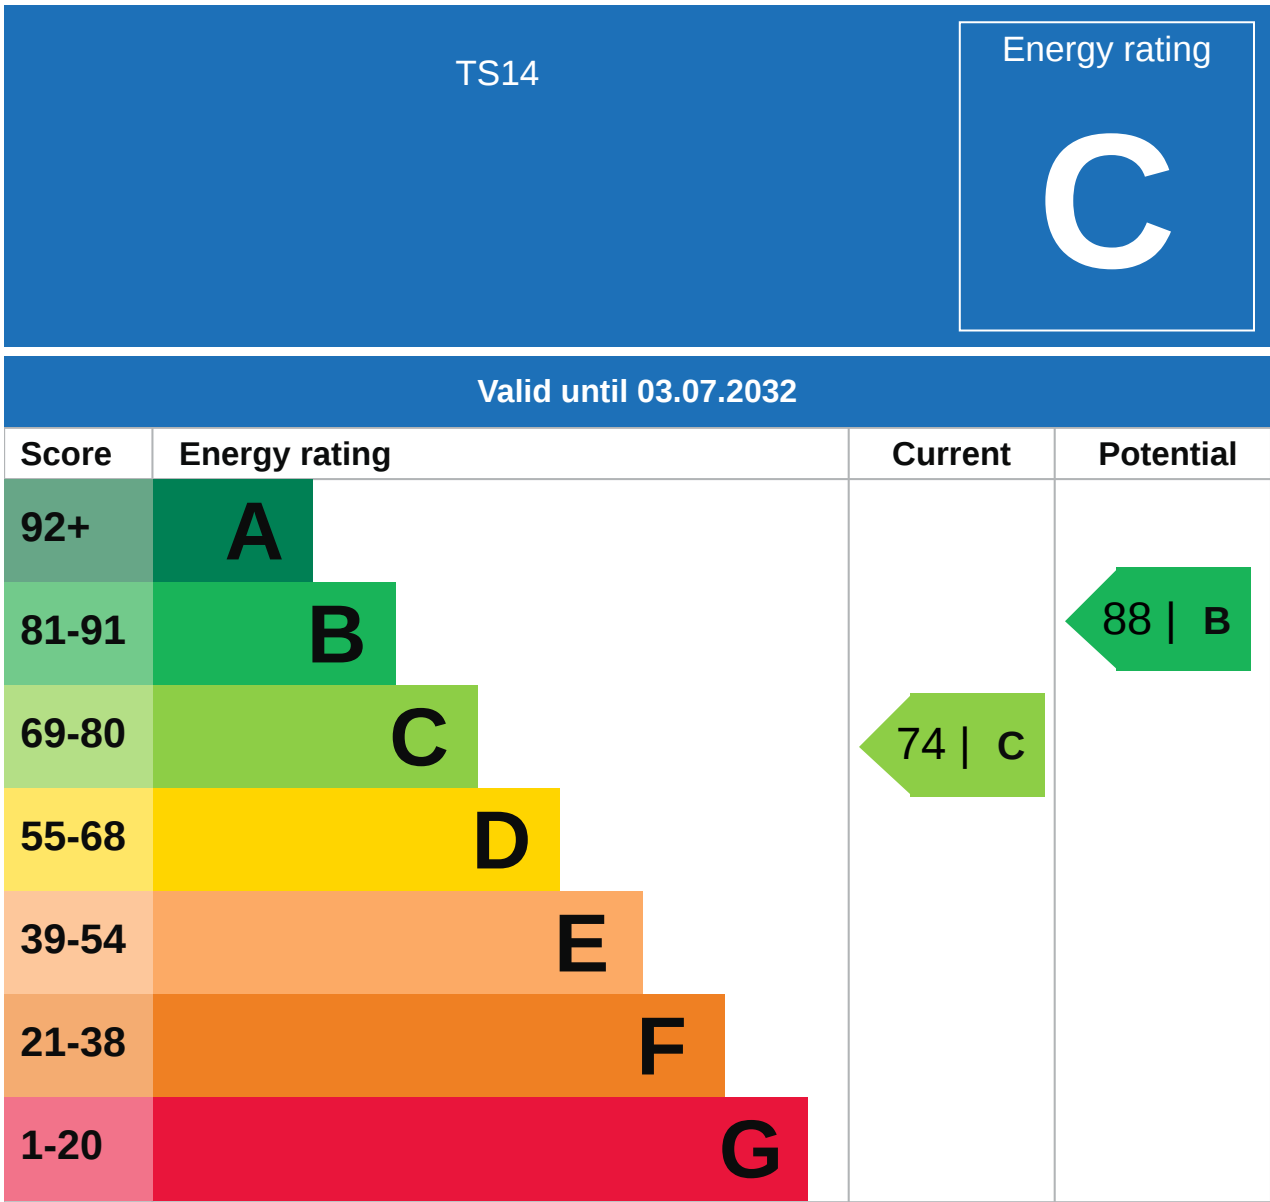 TS14
Energy rating
C
Valid until 03.07.2032
Score Energy rating Current Potential
92+ A
81-91 B 88 | B
69-80 C 74 | C
55-68 D
39-54 E
21-38 F
1-20 G